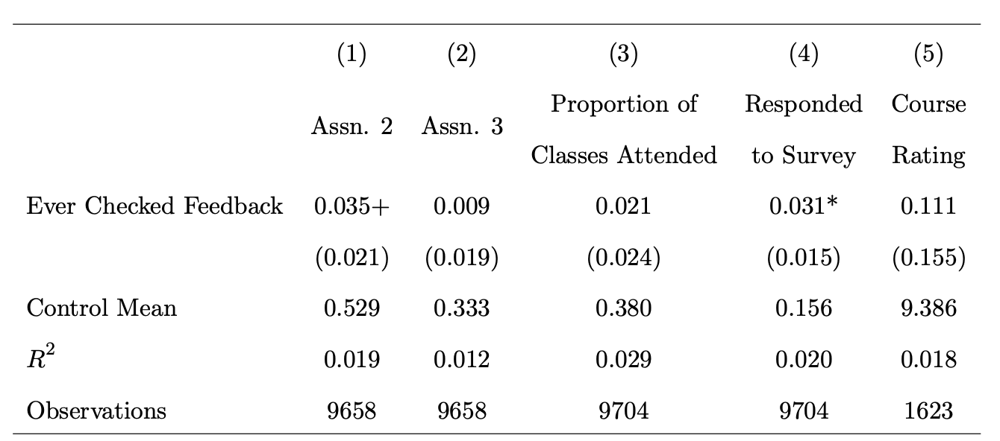 (1) (2) (3) (4) (5)
Proportion of Responded Course
Assn. 2 Assn. 3
Classes Attended to Survey Rating
Ever Checked Feedback 0.035+ 0.009 0.021 0.031* 0.111
(0.021) (0.019) (0.024) (0.015) (0.155)
Control Mean 0.529 0.333 0.380 0.156 9.386
R² 0.019 0.012 0.029 0.020 0.018
Observations 9658 9658 9704 9704 1623